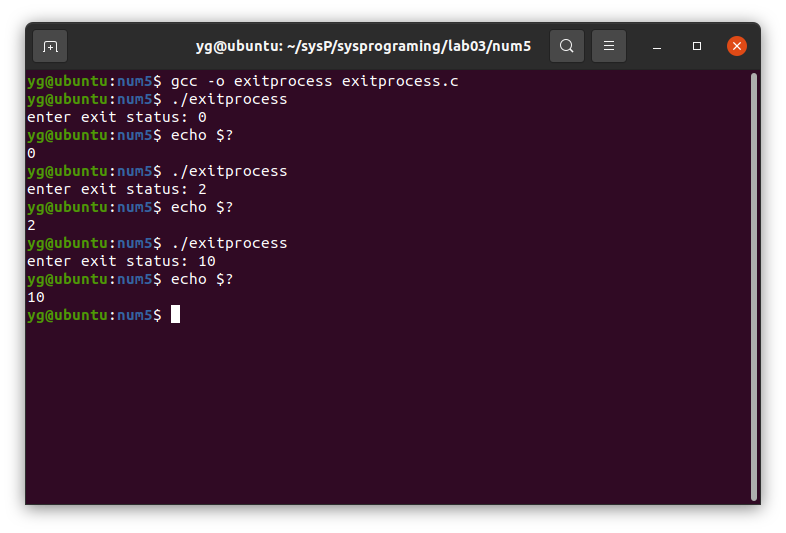 yg@ubuntu: ~/sysP/sysprograming/lab03/num5
yg@ubuntu:num5$ gcc -o exitprocess exitprocess.c
yg@ubuntu:num5$ ./exitprocess
enter exit status: 0
yg@ubuntu:num5$ echo $?
0
yg@ubuntu:num5$ ./exitprocess
enter exit status: 2
yg@ubuntu:num5$ echo $?
2
yg@ubuntu:num5$ ./exitprocess
enter exit status: 10
yg@ubuntu:num5$ echo $?
10
yg@ubuntu:num5$